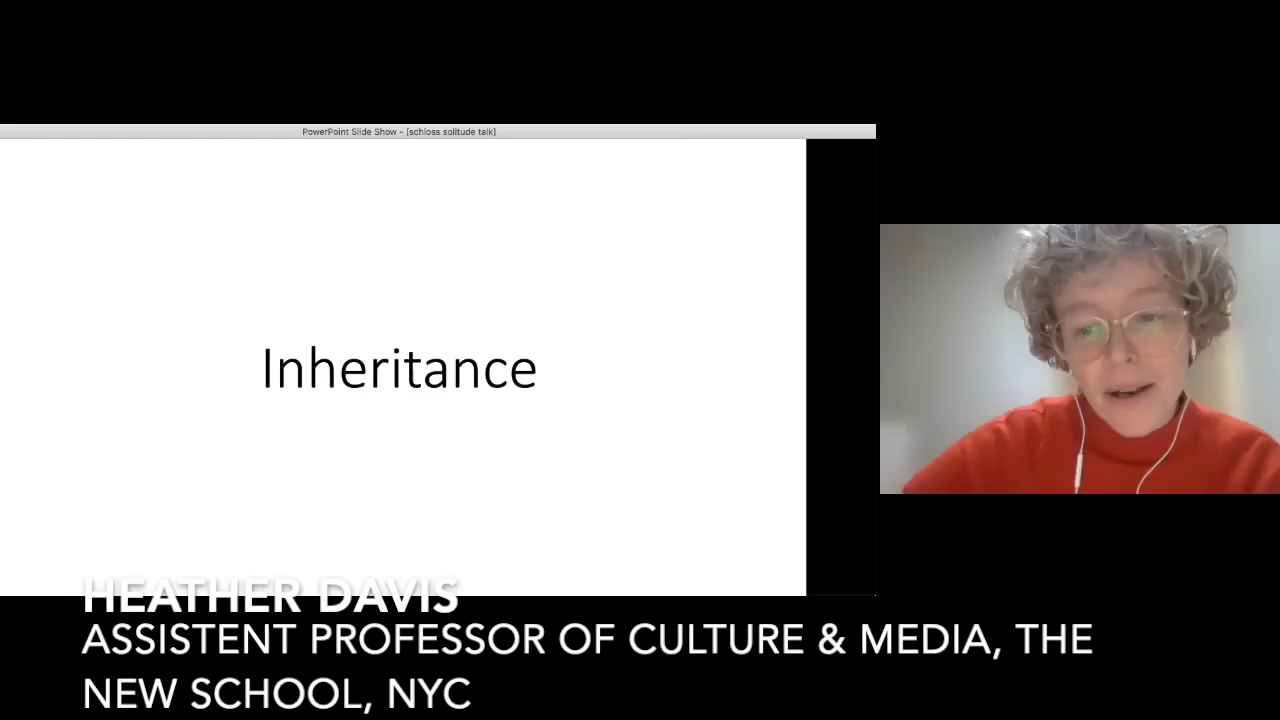 PowerPoint Slide Show - [schloss solitude talk]
Inheritance
HEATHER DAVIS
ASSISTENT PROFESSOR OF CULTURE & MEDIA, THE
NEW SCHOOL, NYC